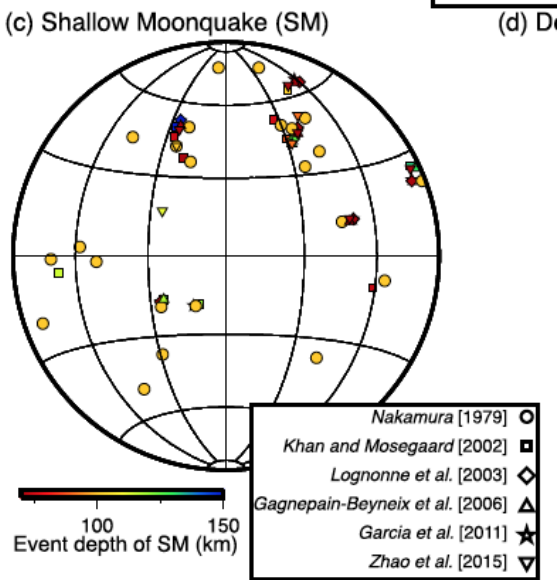 (c) Shallow Moonquake (SM)
(d) De
Nakamura [1979]
Khan and Mosegaard [2002]
Lognonne et al. [2003]
Gagnepain-Beyneix et al. [2006]
Garcia et al. [2011]
Zhao et al. [2015]
100 150
Event depth of SM (km)